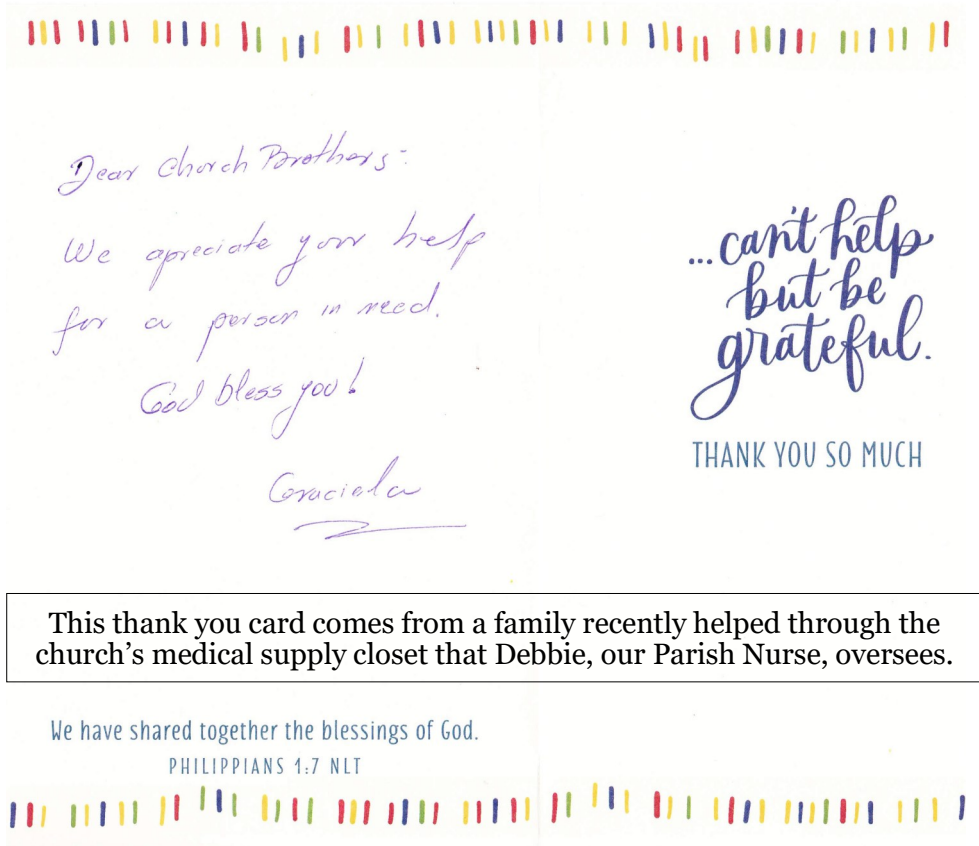 Dear Church Brothers-
We apreciate your help
for a person in need.
God bless you!
Graciela
...can't help
but be
grateful.
THANK YOU SO MUCH
This thank you card comes from a family recently helped through the
church's medical supply closet that Debbie, our Parish Nurse, oversees.
We have shared together the blessings of God.
PHILIPPIANS 1:7 NLT